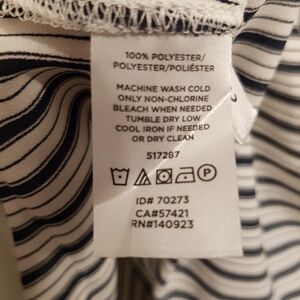 100% POLYESTER/
POLYESTER/POLIÉSTER
MACHINE WASH COLD
ONLY NON-CHLORINE
BLEACH WHEN NEEDED
TUMBLE DRY LOW
COOL IRON IF NEEDED
OR DRY CLEAN
517287
P
ID# 70273
CA#57421
RN#140923